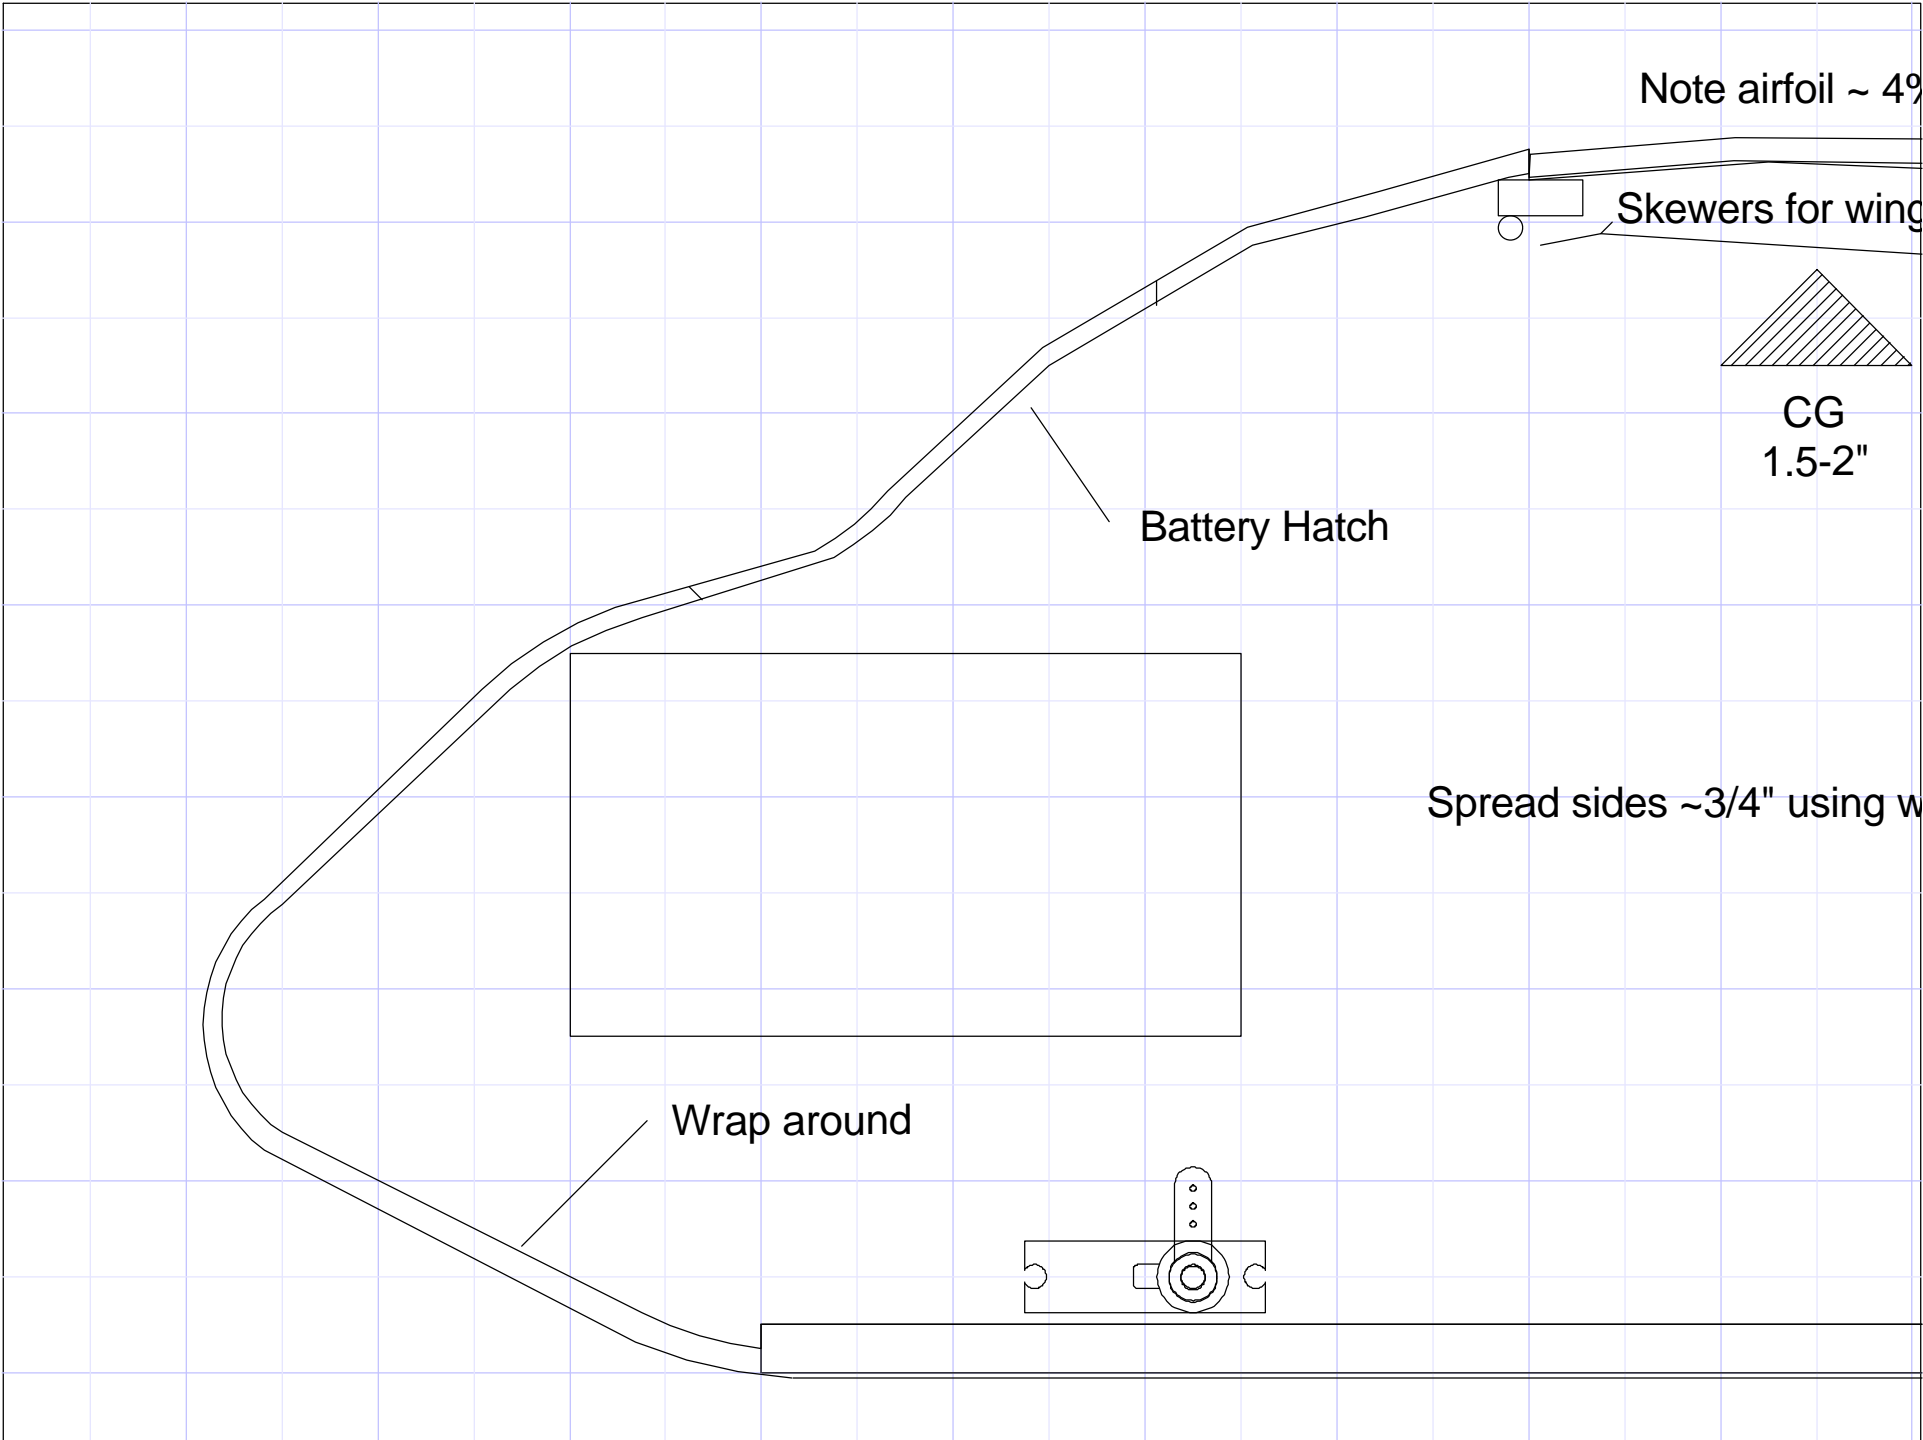 Note airfoil ~ 4%
Skewers for wing
CG
1.5-2"
Battery Hatch
Spread sides ~3/4" using w
Wrap around